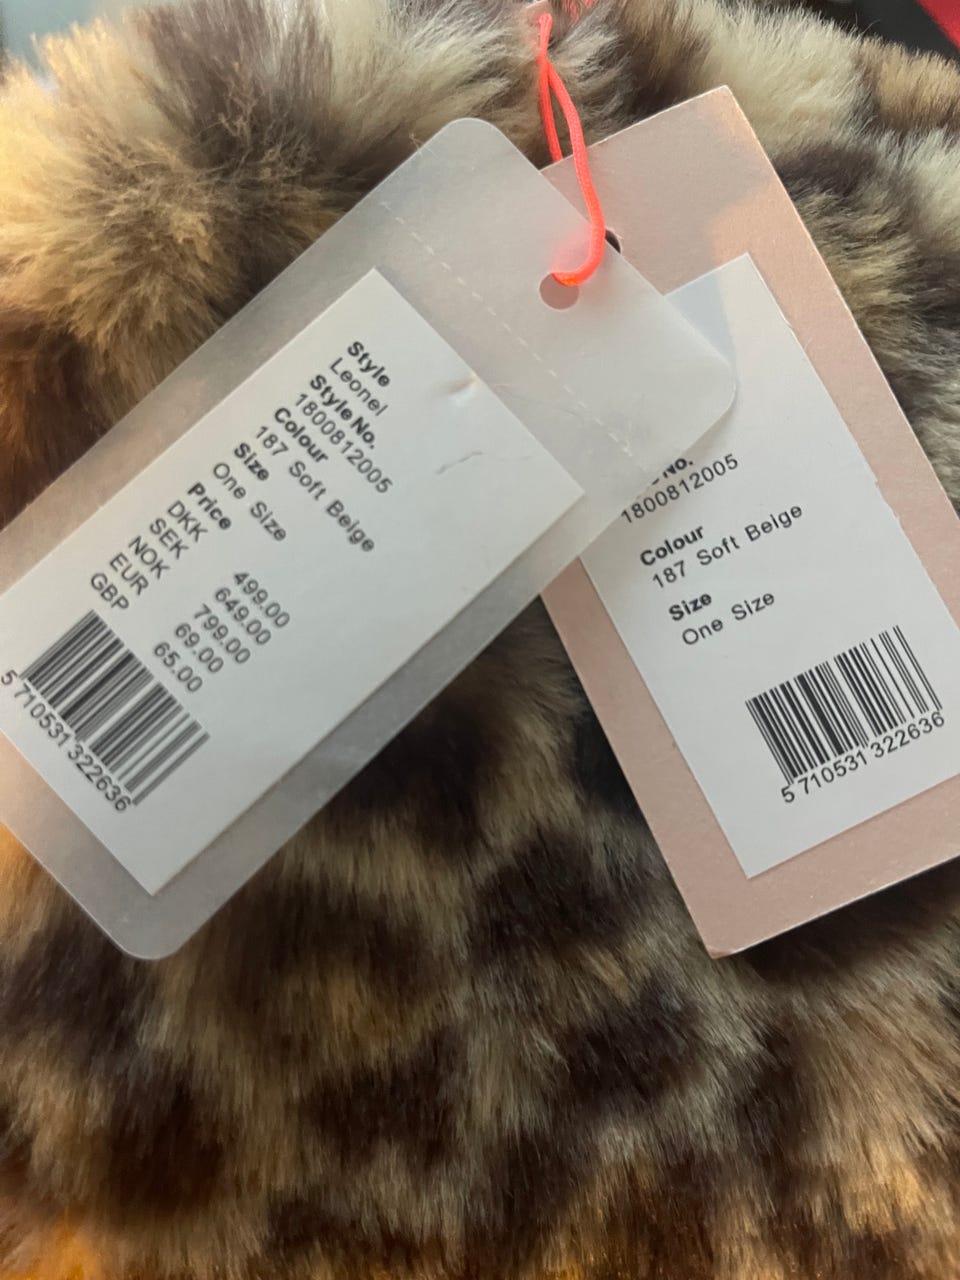 Style
Leonel
Style No.
1800812005
Colour
187 Soft Beige
Size
One Size
Price
DKK 499.00
SEK 649.00
NOK 799.00
EUR 69.00
GBP 65.00
5 710531 322636
No.
1800812005
Colour
187 Soft Beige
Size
One Size
5 710531 322636